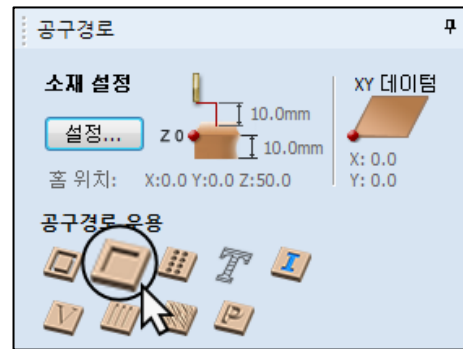 공구경로
소재 설정
XY 데이텀
10.0mm
설정...
Z 0
10.0mm
X: 0.0
Y: 0.0
홈 위치: X:0.0 Y:0.0 Z:50.0
공구경로 운용
T I
V P